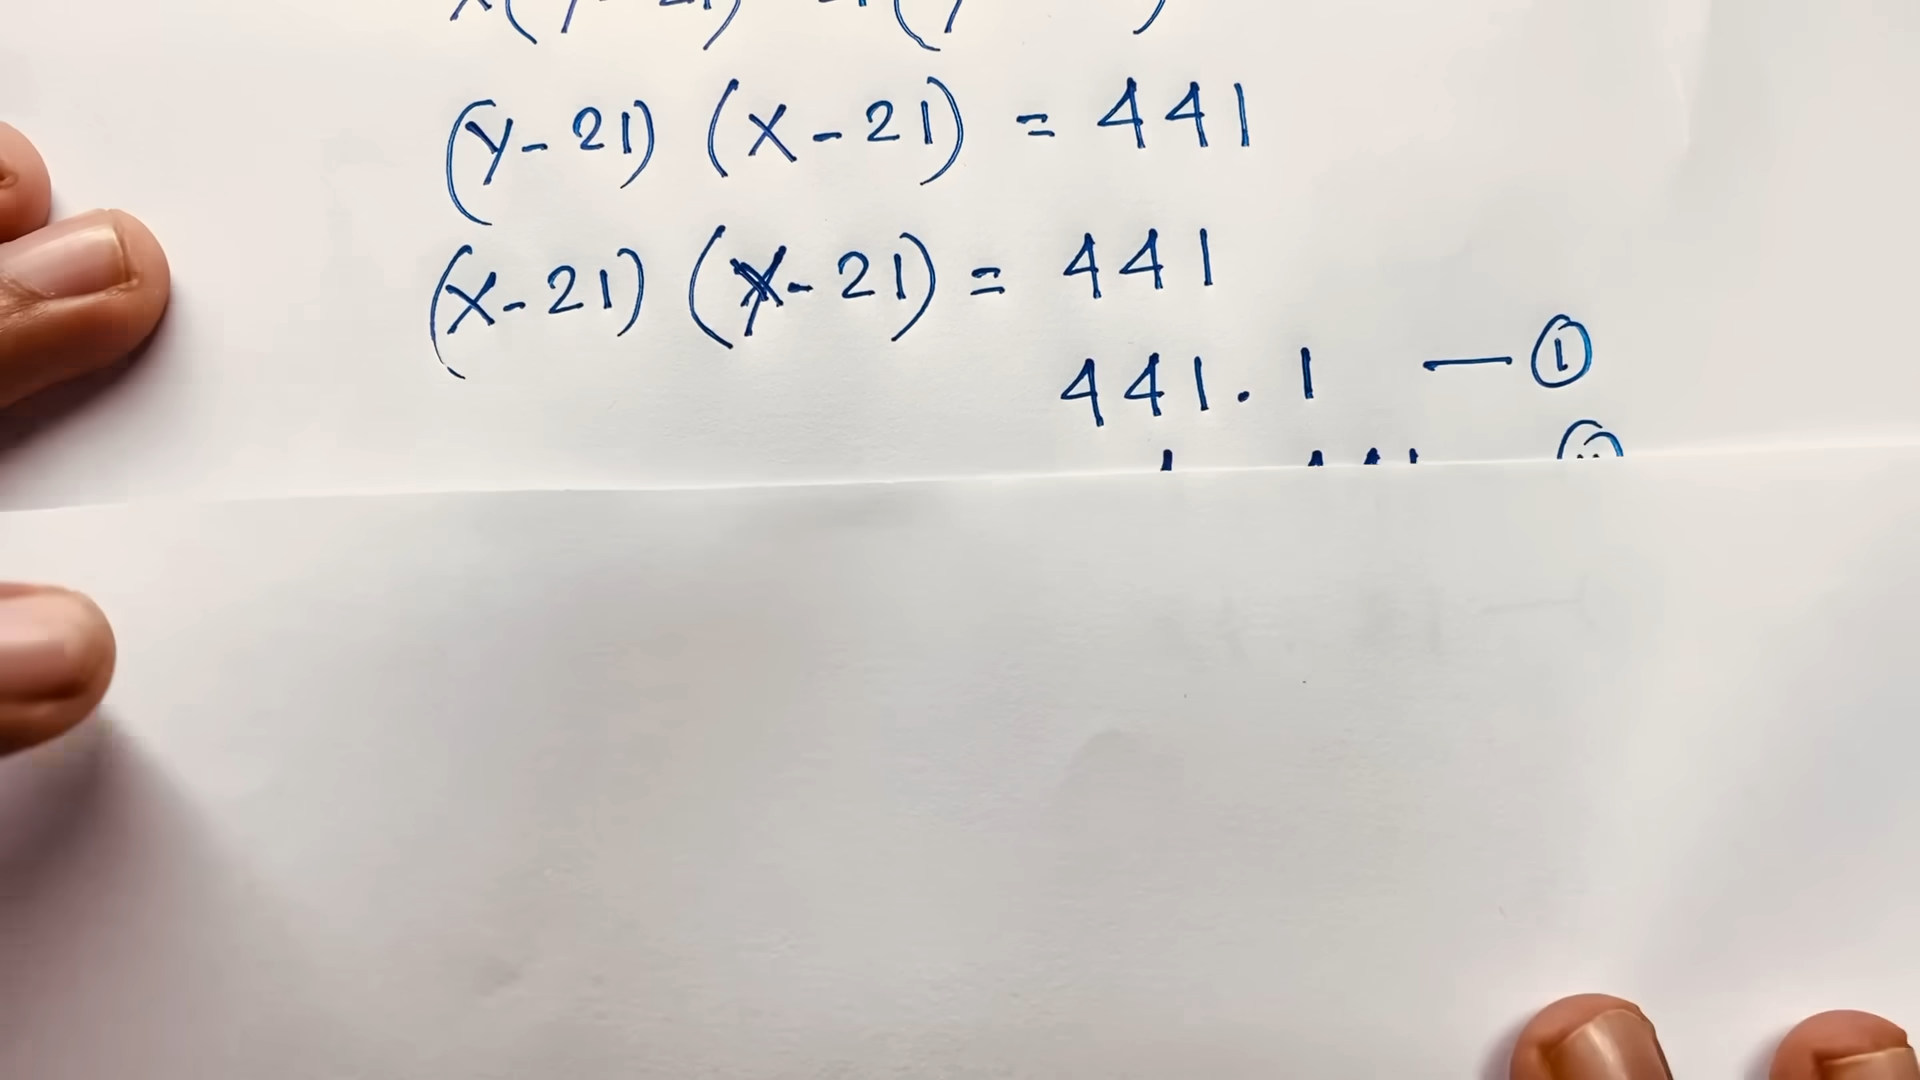 (y-21) (x-21) = 441
(x-21) (y-21) = 441
441.1 — ①